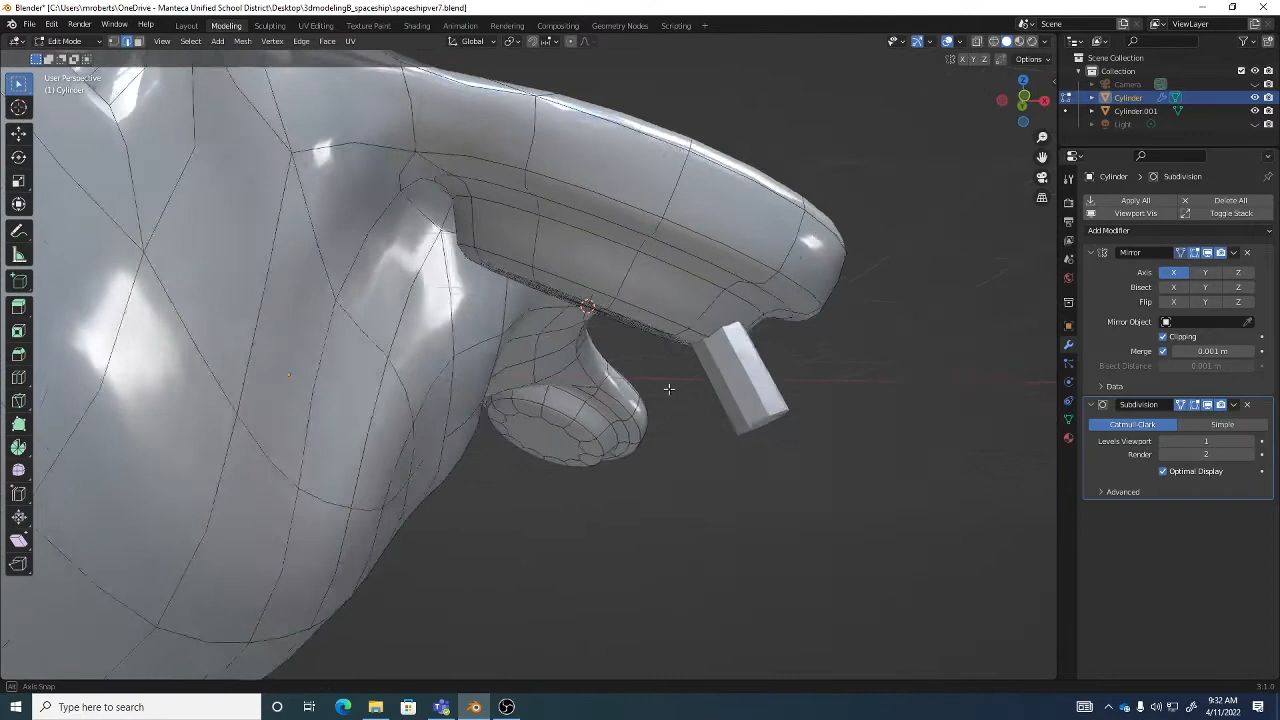 Blender* [C:\Users\mroberts\OneDrive - Manteca Unified School District\Desktop\3dmodeling8_spaceship\spaceshipver7.blend]
File Edit Render Window Help Layout Modeling Sculpting UV Editing Texture Paint Shading Animation Rendering Compositing Geometry Nodes Scripting + Scene ViewLayer
Edit Mode View Select Add Mesh Vertex Edge Face UV Global
X Y Z Options
User Perspective
(1) Cylinder
Scene Collection
Collection
Camera
Cylinder
Cylinder.001
Light
Cylinder > Subdivision
Apply All Delete All
Viewport Vis Toggle Stack
Add Modifier
Mirror
Axis X Y Z
Bisect X Y Z
Flip X Y Z
Mirror Object
Clipping
Merge 0.001 m
Bisect Distance 0.001 m
Data
Subdivision
Catmull-Clark Simple
Levels Viewport 1
Render 2
Optimal Display
Advanced
Z
X
Y
Alt Axis Snap 3.1.0
Type here to search
9:32 AM
4/11/2022